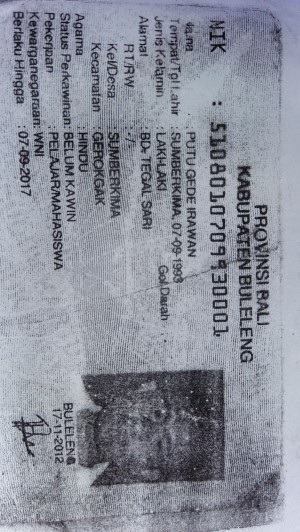 PROVINSI BALI
KABUPATEN BULELENG
NIK : 5108010709930001
Nama : PUTU GEDE IRAWAN
Tempat/Tgl Lahir : SUMBERKIMA, 07-09-1993
Jenis Kelamin : LAKI-LAKI Gol Darah :
Alamat : BD. TEGAL SARI
RT/RW : -/-
Kel/Desa : SUMBERKIMA
Kecamatan : GEROKGAK
Agama : HINDU
Status Perkawinan : BELUM KAWIN
Pekerjaan : PELAJAR/MAHASISWA
Kewarganegaraan : WNI
Berlaku Hingga : 07-09-2017
BULELENG
17-11-2012